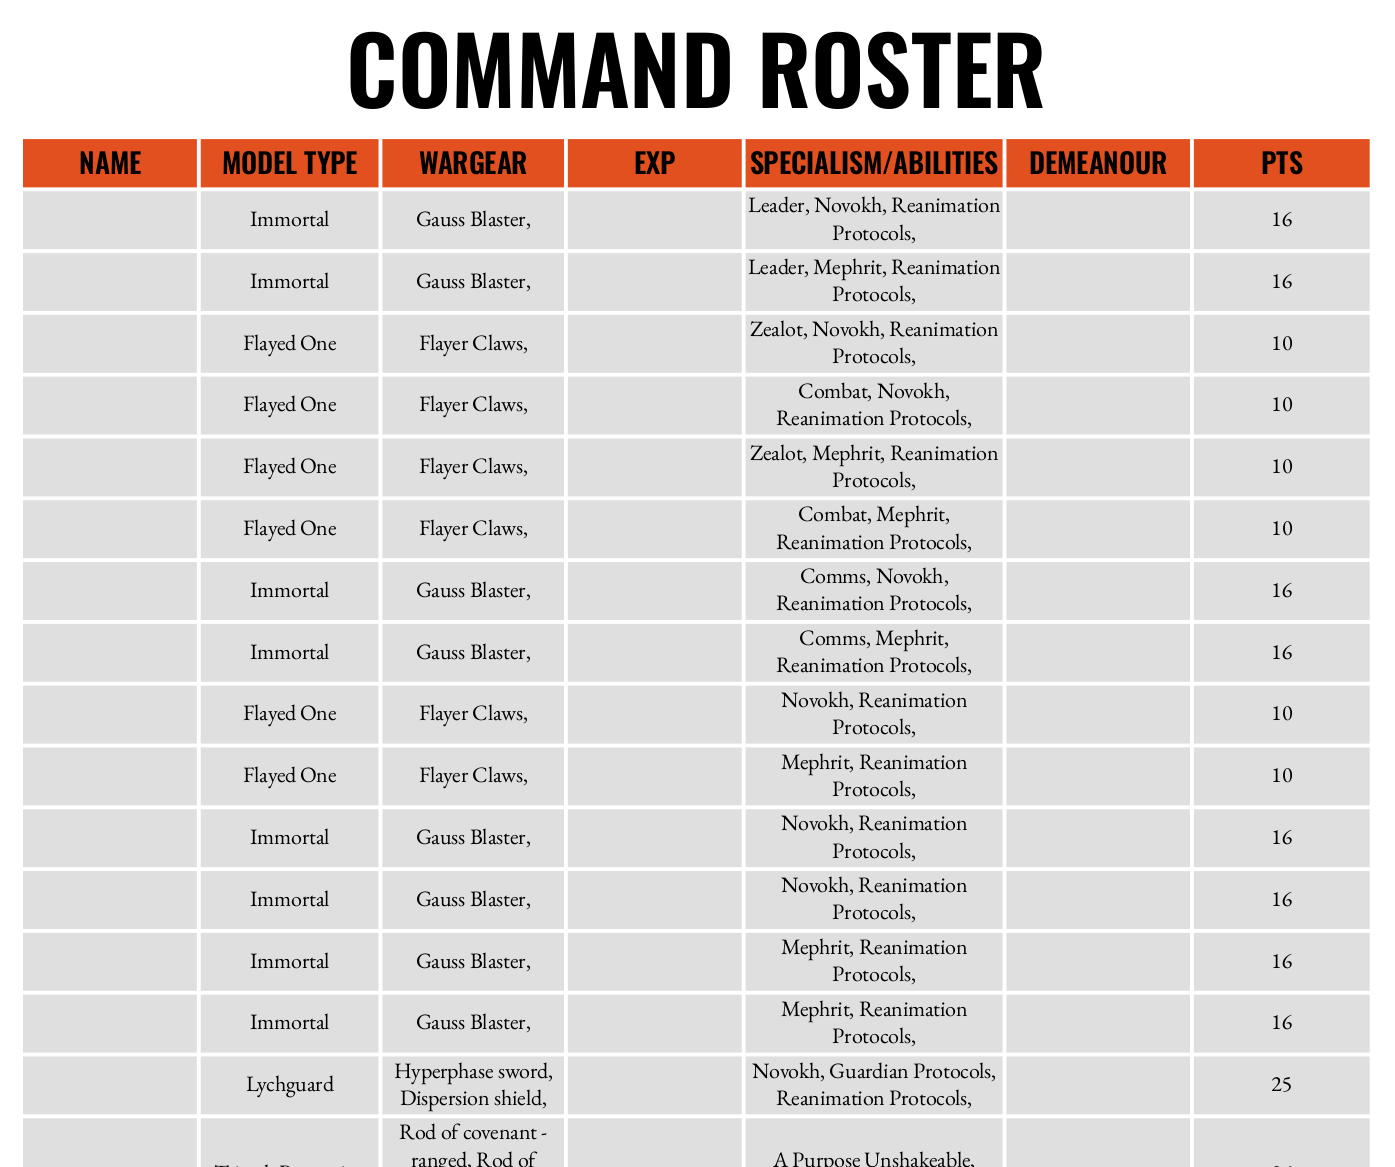 COMMAND ROSTER
NAME MODEL TYPE WARGEAR EXP SPECIALISM/ABILITIES DEMEANOUR PTS
Immortal Gauss Blaster, Leader, Novokh, Reanimation Protocols, 16
Immortal Gauss Blaster, Leader, Mephrit, Reanimation Protocols, 16
Flayed One Flayer Claws, Zealot, Novokh, Reanimation Protocols, 10
Flayed One Flayer Claws, Combat, Novokh, Reanimation Protocols, 10
Flayed One Flayer Claws, Zealot, Mephrit, Reanimation Protocols, 10
Flayed One Flayer Claws, Combat, Mephrit, Reanimation Protocols, 10
Immortal Gauss Blaster, Comms, Novokh, Reanimation Protocols, 16
Immortal Gauss Blaster, Comms, Mephrit, Reanimation Protocols, 16
Flayed One Flayer Claws, Novokh, Reanimation Protocols, 10
Flayed One Flayer Claws, Mephrit, Reanimation Protocols, 10
Immortal Gauss Blaster, Novokh, Reanimation Protocols, 16
Immortal Gauss Blaster, Novokh, Reanimation Protocols, 16
Immortal Gauss Blaster, Mephrit, Reanimation Protocols, 16
Immortal Gauss Blaster, Mephrit, Reanimation Protocols, 16
Lychguard Hyperphase sword, Dispersion shield, Novokh, Guardian Protocols, Reanimation Protocols, 25
Rod of covenant -
ranged, Rod of
A Purpose Unshakeable,